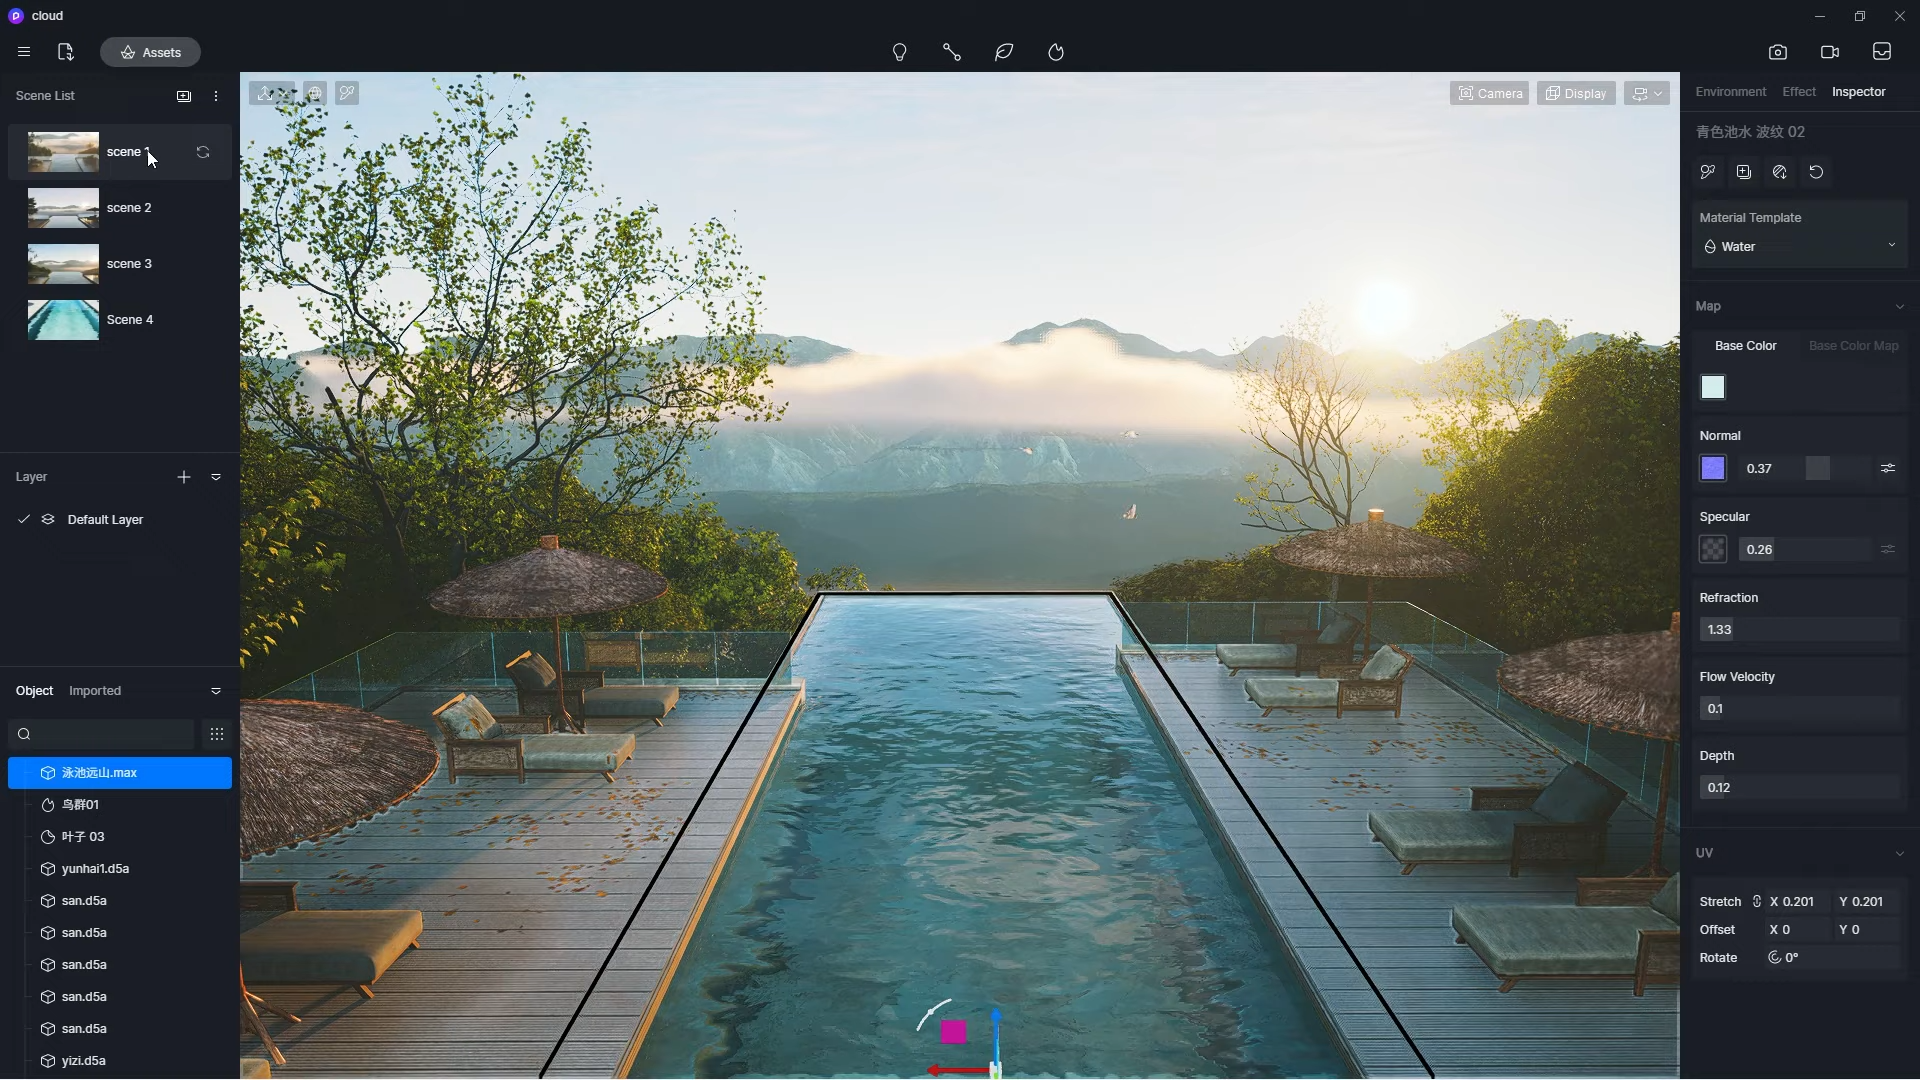 cloud
Assets
Scene List
scene 1
scene 2
scene 3
Scene 4
Layer
Default Layer
Object Imported
泳池远山.max
鸟群01
叶子 03
yunhai1.d5a
san.d5a
san.d5a
san.d5a
san.d5a
san.d5a
yizi.d5a
Camera Display
Environment Effect Inspector
青色池水 波纹 02
Material Template
Water
Map
Base Color Base Color Map
Normal
0.37
Specular
0.26
Refraction
1.33
Flow Velocity
0.1
Depth
0.12
UV
Stretch X 0.201 Y 0.201
Offset X 0 Y 0
Rotate 0°